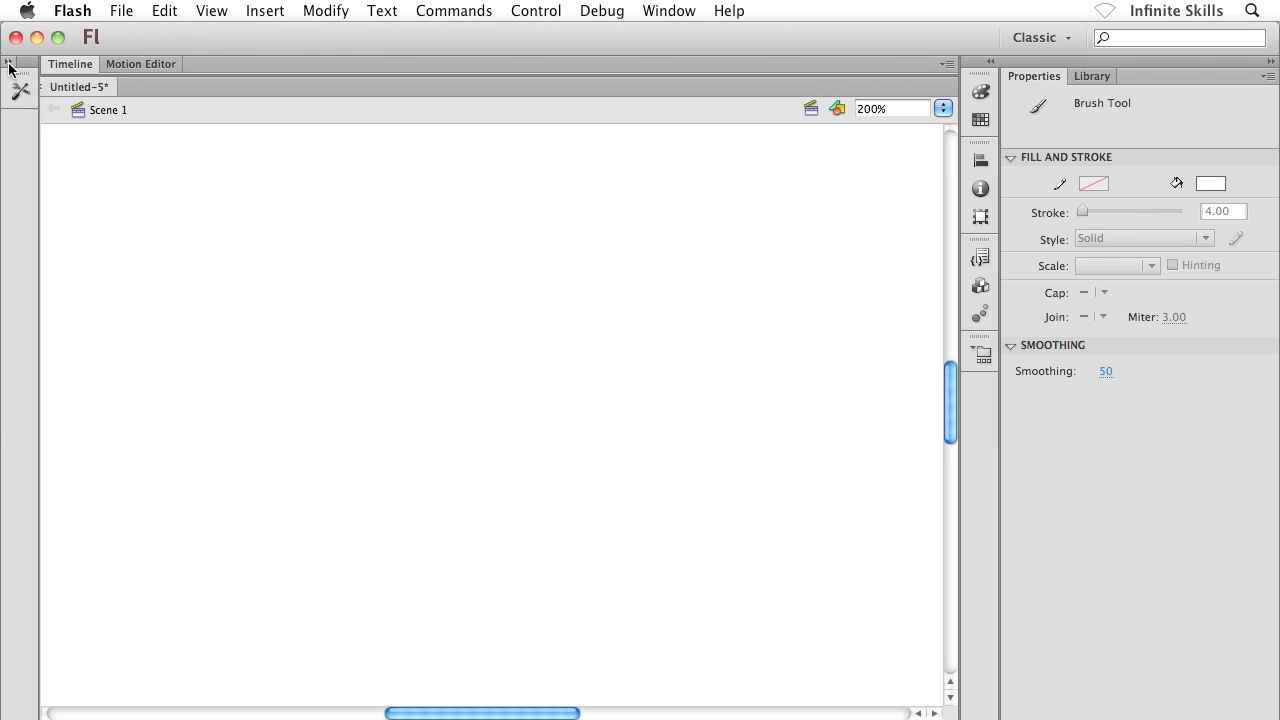 Flash File Edit View Insert Modify Text Commands Control Debug Window Help Infinite Skills
Fl Classic
Timeline Motion Editor
Untitled-5*
Scene 1 200%
Properties Library
Brush Tool
FILL AND STROKE
Stroke: 4.00
Style: Solid
Scale: Hinting
Cap:
Join: Miter: 3.00
SMOOTHING
Smoothing: 50